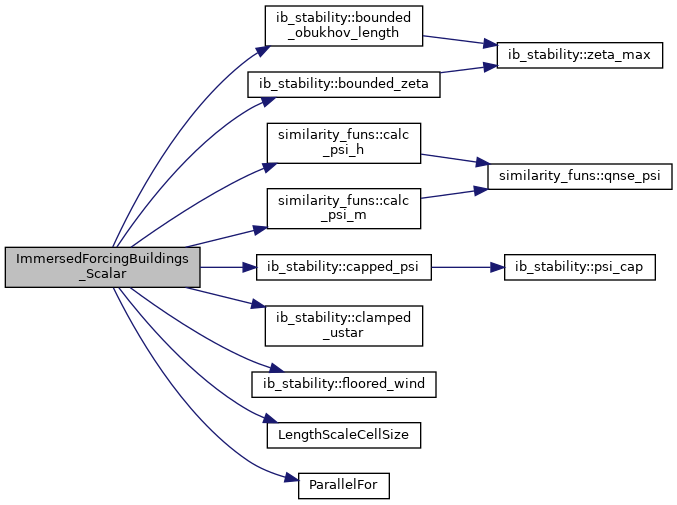 ib_stability::bounded
_obukhov_length
ib_stability::zeta_max
ib_stability::bounded_zeta
similarity_funs::calc
_psi_h
similarity_funs::qnse_psi
similarity_funs::calc
_psi_m
ImmersedForcingBuildings
_Scalar
ib_stability::capped_psi
ib_stability::psi_cap
ib_stability::clamped
_ustar
ib_stability::floored_wind
LengthScaleCellSize
ParallelFor